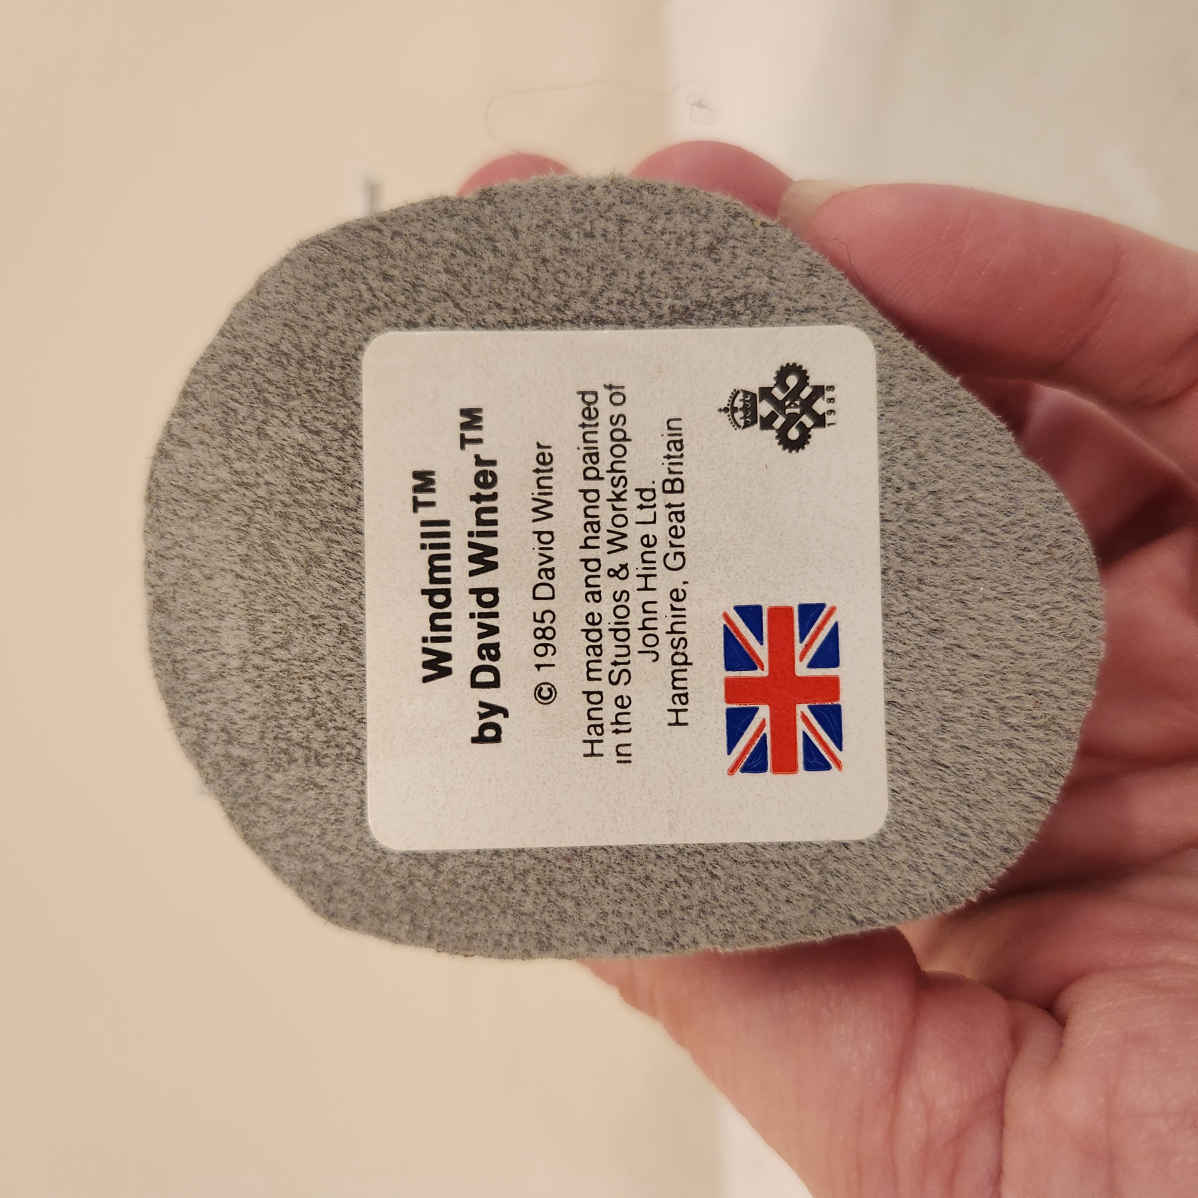 Windmill™
by David Winter™
© 1985 David Winter
Hand made and hand painted
in the Studios & Workshops of
John Hine Ltd.
Hampshire, Great Britain
1988